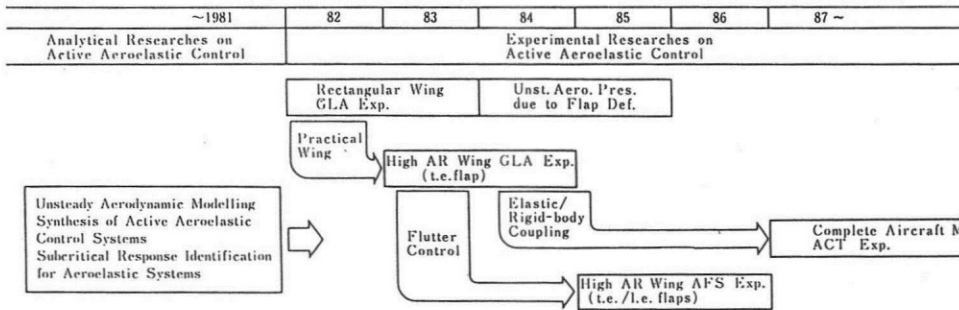 ~1981 82 83 84 85 86 87~
Analytical Researches on
Active Aeroelastic Control
Experimental Researches on
Active Aeroelastic Control
Rectangular Wing
GLA Exp.
Unst. Aero. Pres.
due to Flap Def.
Practical
Wing
High AR Wing GLA Exp.
(t.e.flap)
Unsteady Aerodynamic Modelling
Synthesis of Active Aeroelastic
Control Systems
Subcritical Response Identification
for Aeroelastic Systems
Flutter
Control
Elastic/
Rigid-body
Coupling
Complete Aircraft M
ACT Exp.
High AR Wing AFS Exp.
(t.e./l.e. flaps)